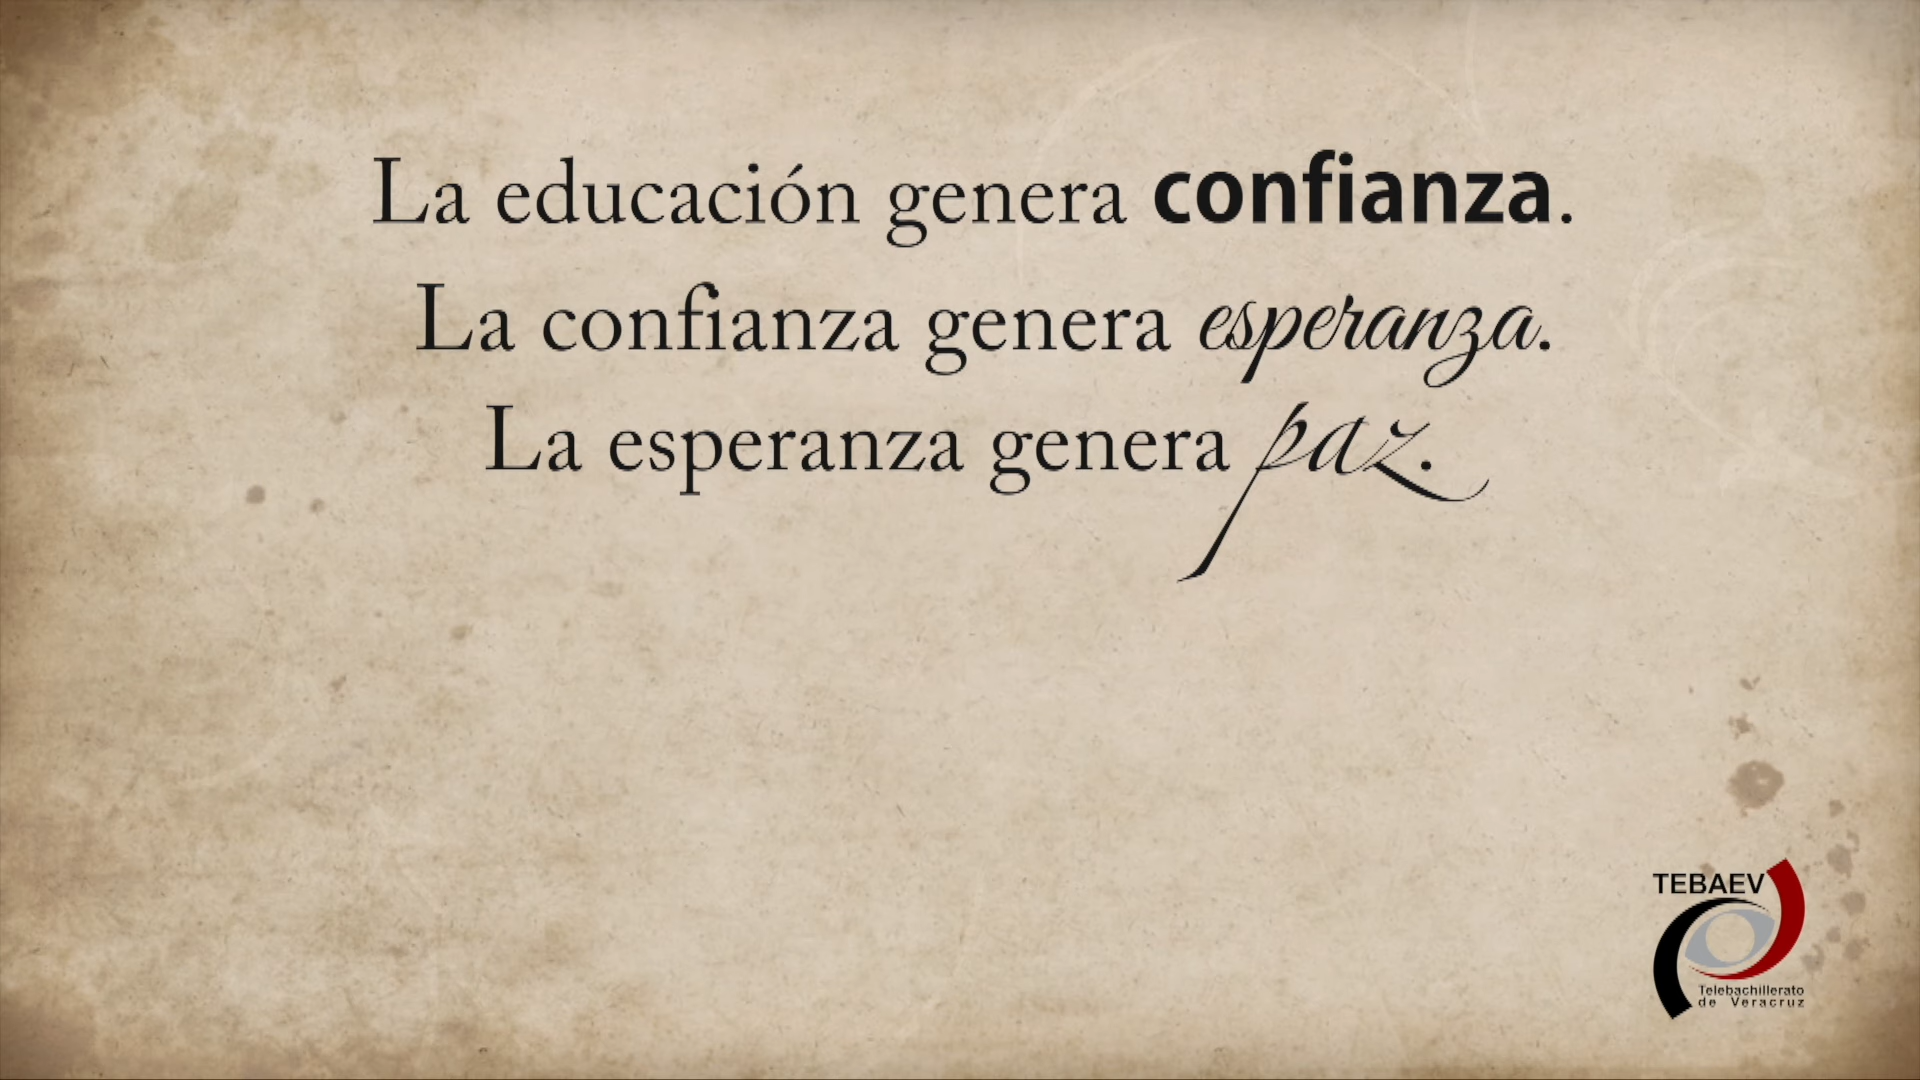 La educación genera confianza.
La confianza genera esperanza.
La esperanza genera paz.
TEBAEV
Telebachillerato
de Veracruz